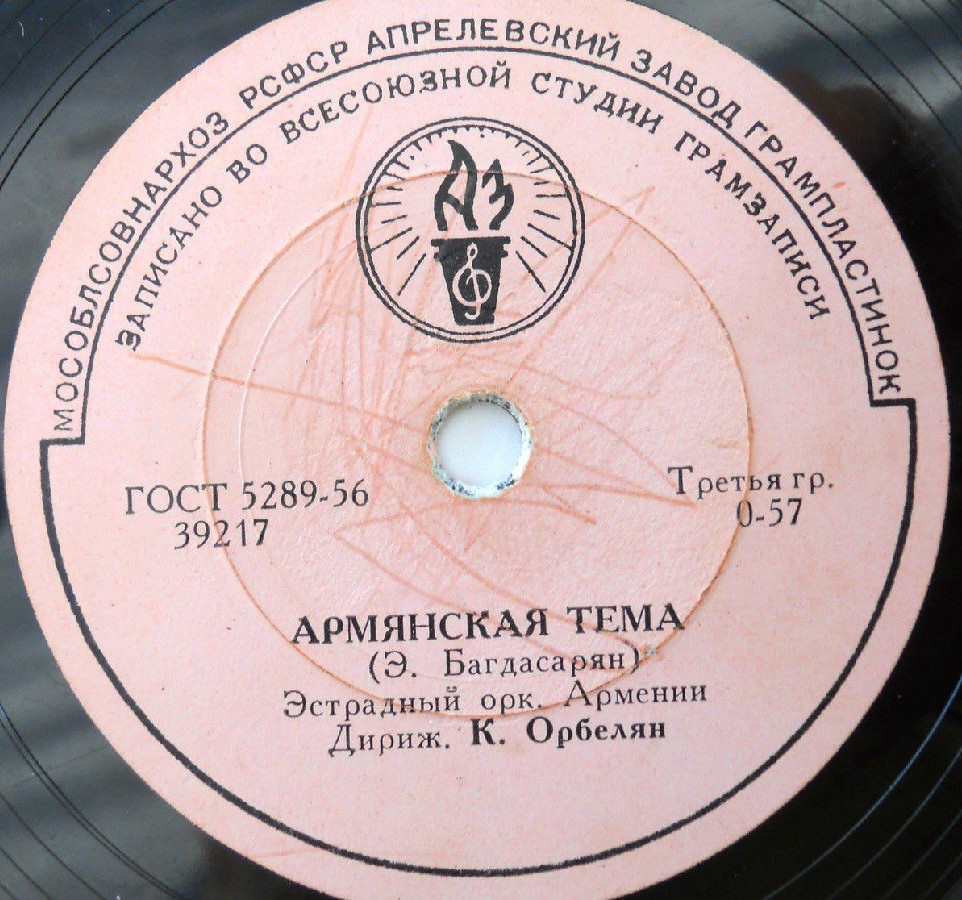 МОСОБЛСОВНАРХОЗ РСФСР АПРЕЛЕВСКИЙ ЗАВОД ГРАМПЛАСТИНОК
ЗАПИСАНО ВО ВСЕСОЮЗНОЙ СТУДИИ ГРАМЗАПИСИ
АЗ
ГОСТ 5289-56
39217
Третья гр.
0-57
АРМЯНСКАЯ ТЕМА
(Э. Багдасарян)
Эстрадный орк. Армении
Дириж. К. Орбелян